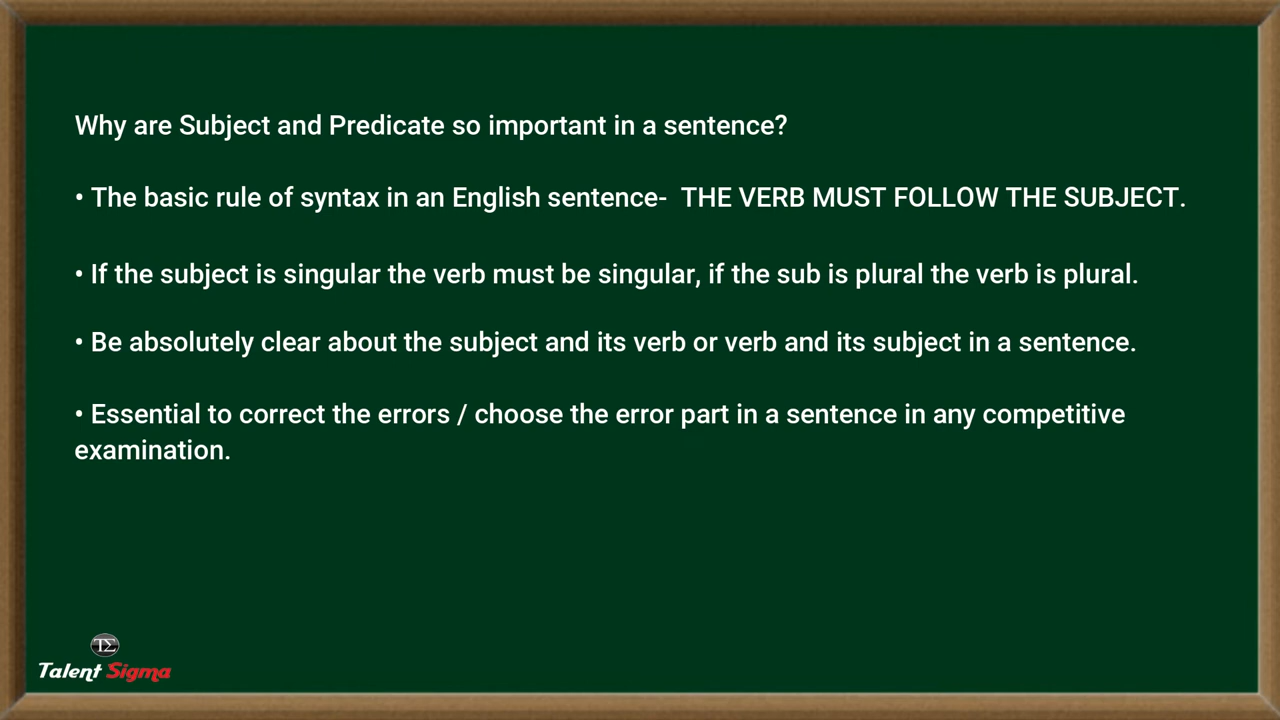 Why are Subject and Predicate so important in a sentence?
• The basic rule of syntax in an English sentence-  THE VERB MUST FOLLOW THE SUBJECT.
• If the subject is singular the verb must be singular, if the sub is plural the verb is plural.
• Be absolutely clear about the subject and its verb or verb and its subject in a sentence.
• Essential to correct the errors / choose the error part in a sentence in any competitive
examination.
TΣ
Talent Sigma